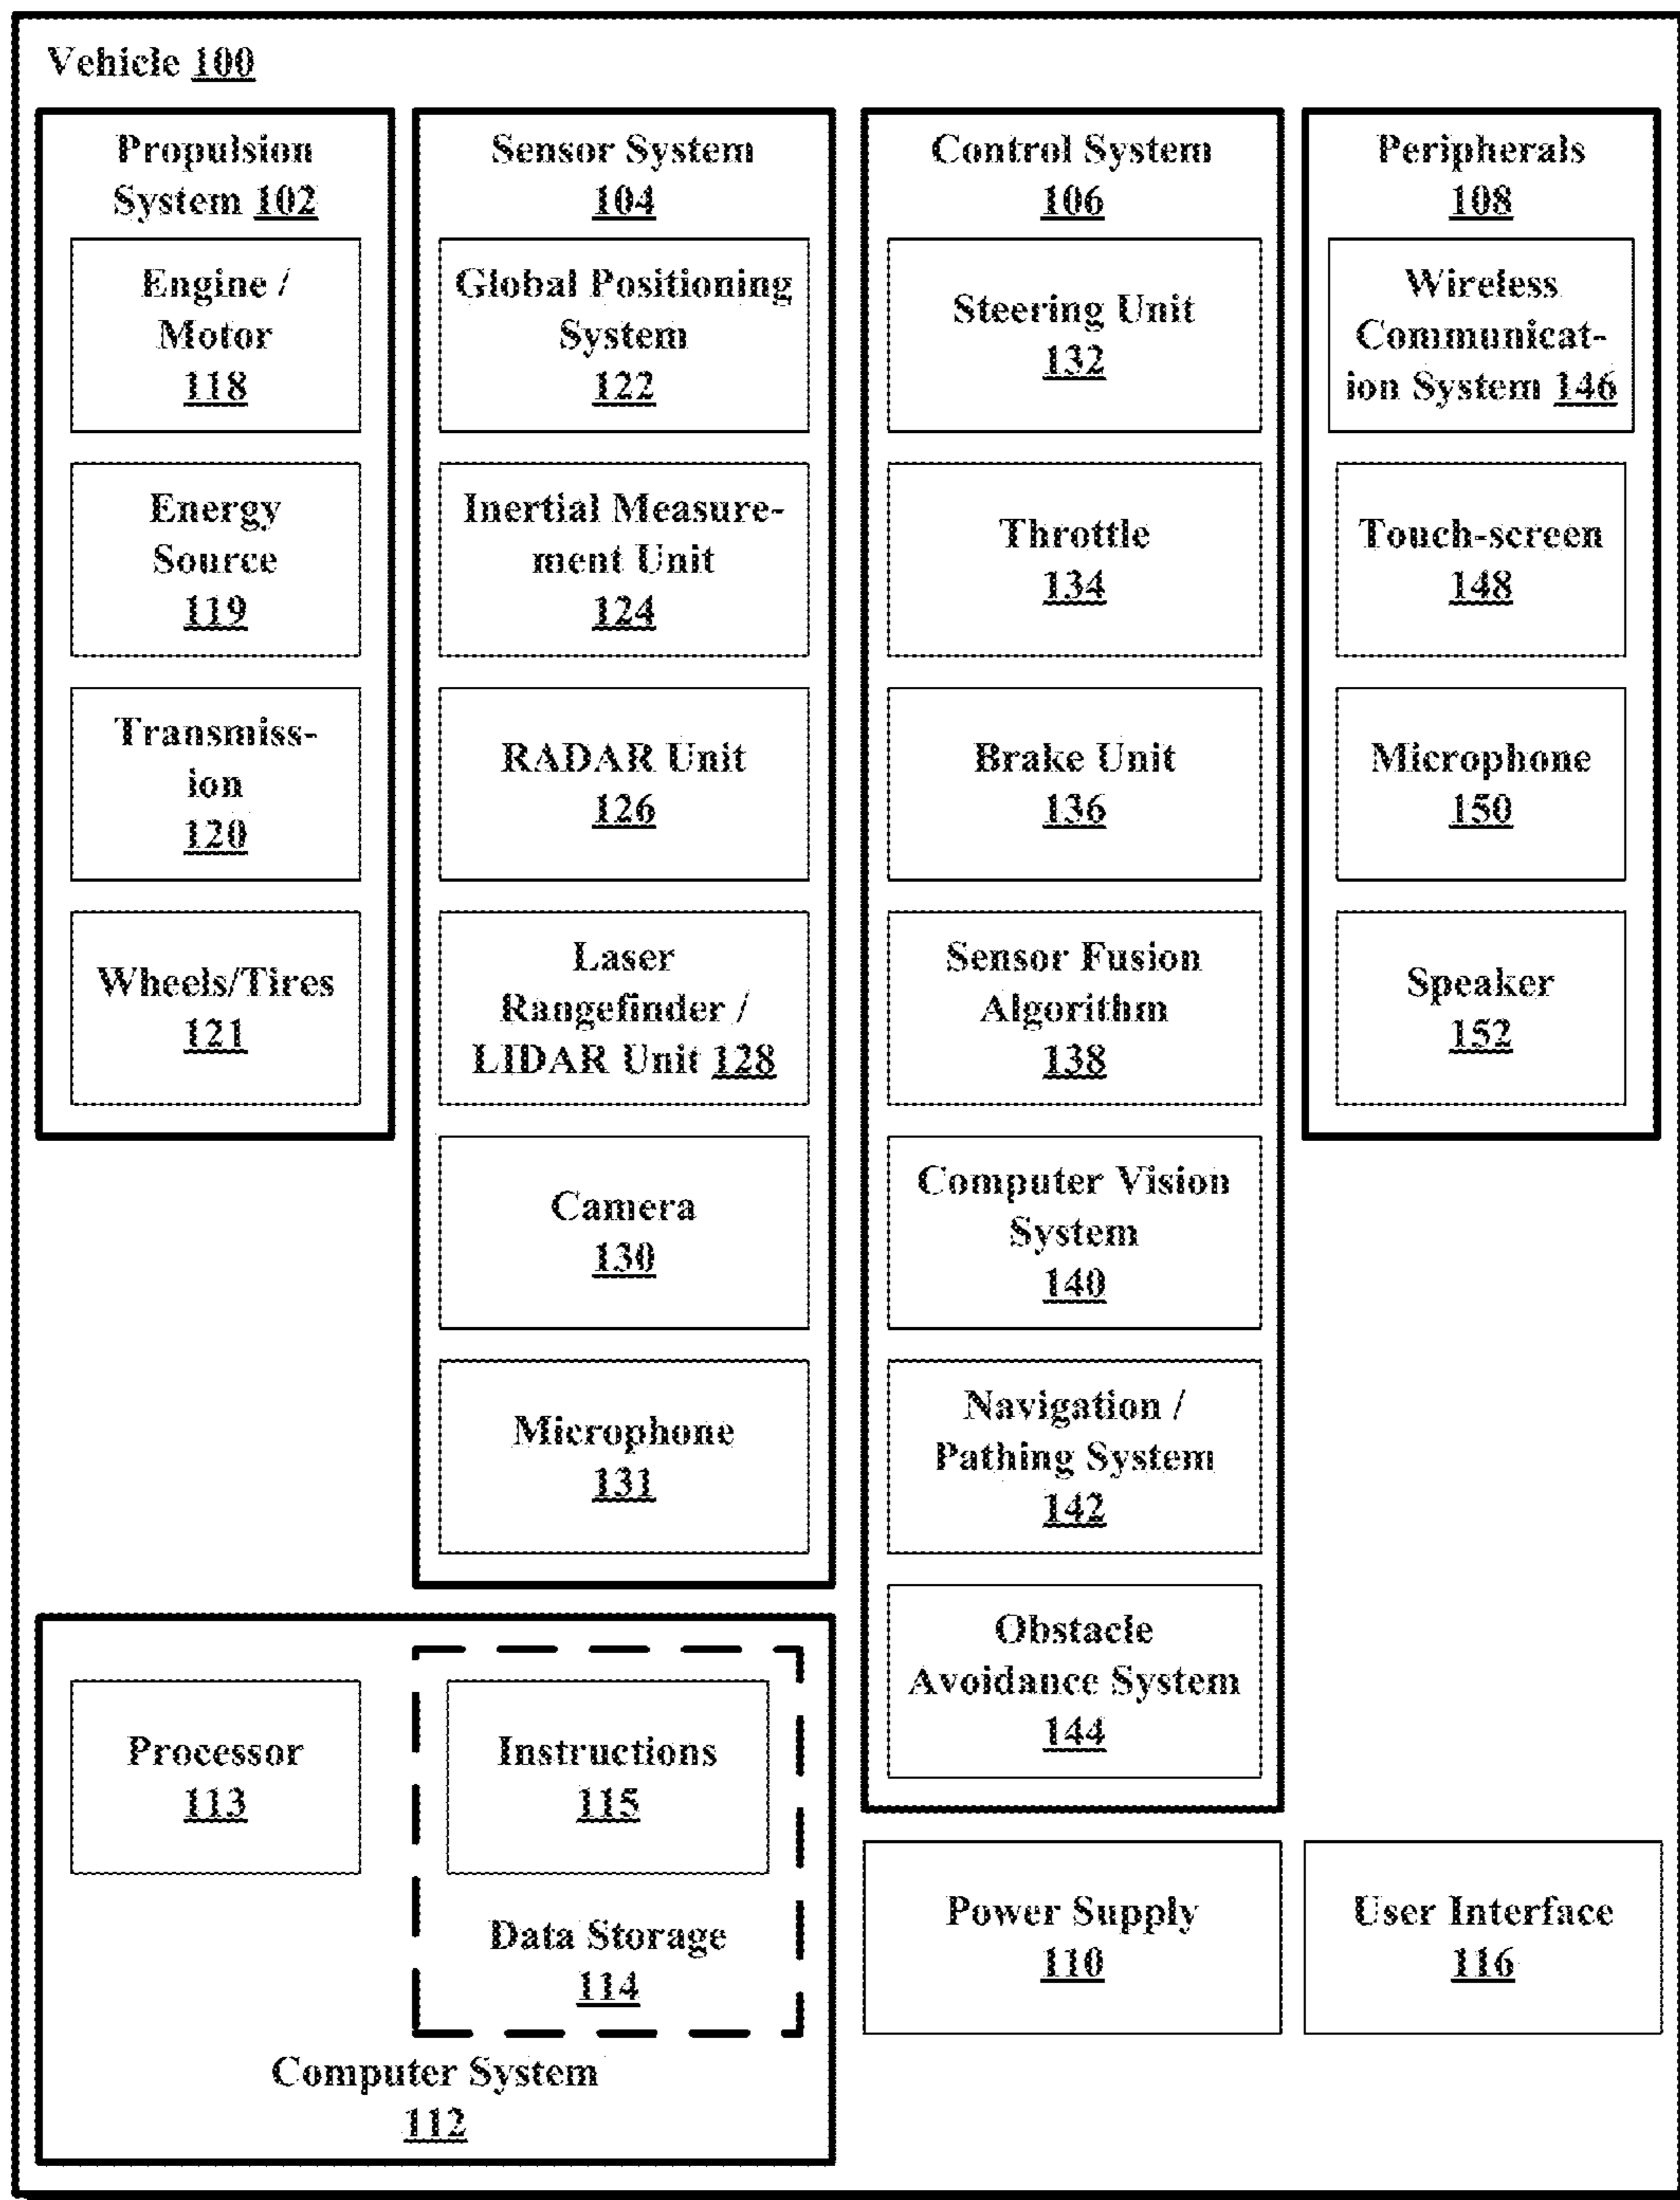 Vehicle 100
Propulsion
System 102
Engine /
Motor
118
Energy
Source
119
Transmiss-
ion
120
Wheels/Tires
121
Sensor System
104
Global Positioning
System
122
Inertial Measure-
ment Unit
124
RADAR Unit
126
Laser
Rangefinder /
LIDAR Unit 128
Camera
130
Microphone
131
Control System
106
Steering Unit
132
Throttle
134
Brake Unit
136
Sensor Fusion
Algorithm
138
Computer Vision
System
140
Navigation /
Pathing System
142
Obstacle
Avoidance System
144
Peripherals
108
Wireless
Communicat-
ion System 146
Touch-screen
148
Microphone
150
Speaker
152
Processor
113
Instructions
115
Data Storage
114
Computer System
112
Power Supply
110
User Interface
116